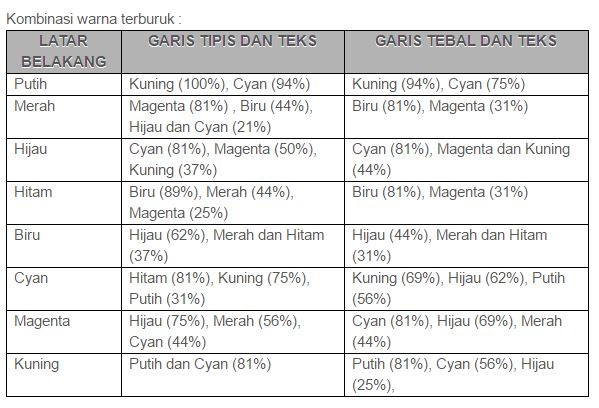 Kombinasi warna terburuk :
LATAR BELAKANG GARIS TIPIS DAN TEKS GARIS TEBAL DAN TEKS
Putih Kuning (100%), Cyan (94%) Kuning (94%), Cyan (75%)
Merah Magenta (81%) , Biru (44%), Biru (81%), Magenta (31%)
Hijau dan Cyan (21%)
Hijau Cyan (81%), Magenta (50%), Cyan (81%), Magenta dan Kuning
Kuning (37%) (44%)
Hitam Biru (89%), Merah (44%), Biru (81%), Magenta (31%)
Magenta (25%)
Biru Hijau (62%), Merah dan Hitam Hijau (44%), Merah dan Hitam
(37%) (31%)
Cyan Hitam (81%), Kuning (75%), Kuning (69%), Hijau (62%), Putih
Putih (31%) (56%)
Magenta Hijau (75%), Merah (56%), Cyan (81%), Hijau (69%), Merah
Cyan (44%) (44%)
Kuning Putih dan Cyan (81%) Putih (81%), Cyan (56%), Hijau
(25%),